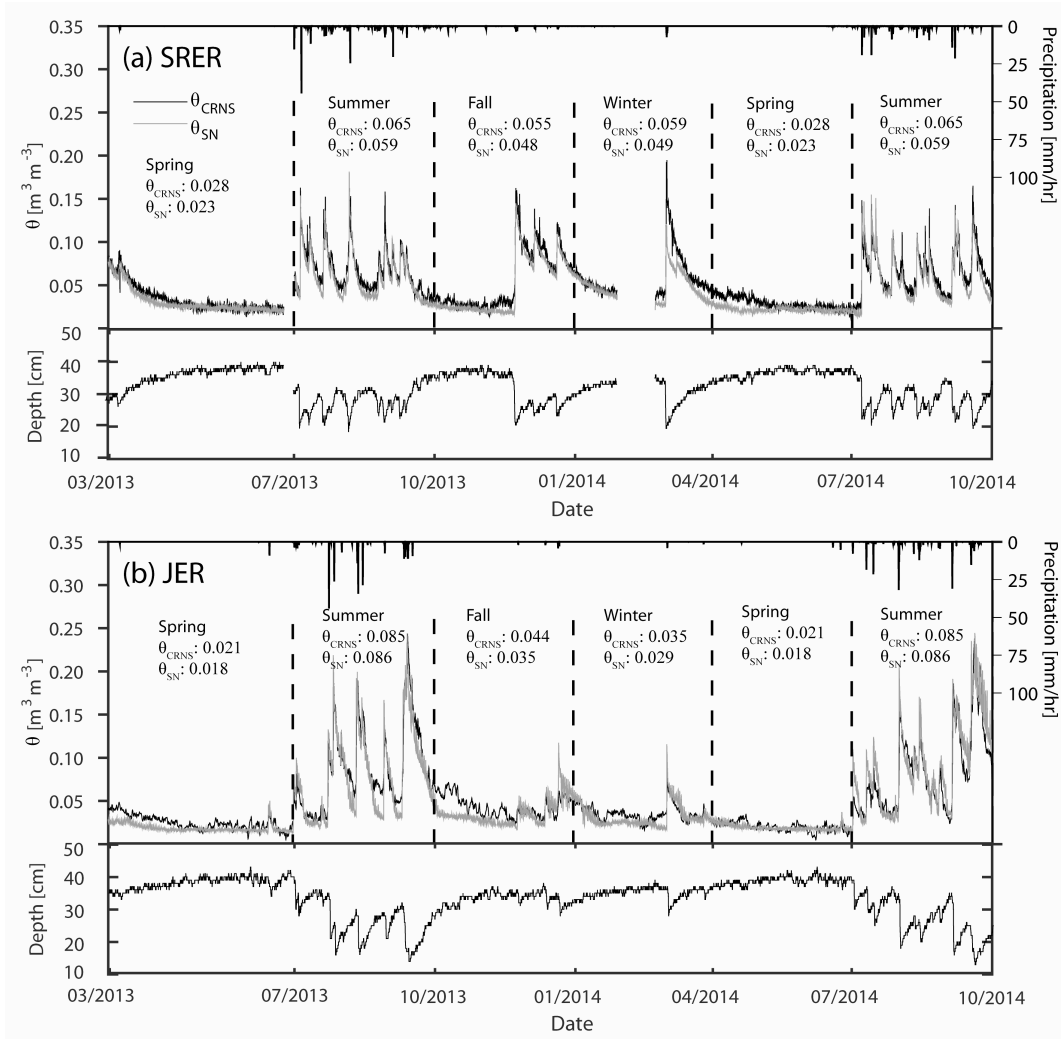 (a) SRER
θCRNS
θSN
Spring
θCRNS: 0.028
θSN: 0.023
Summer
θCRNS: 0.065
θSN: 0.059
Fall
θCRNS: 0.055
θSN: 0.048
Winter
θCRNS: 0.059
θSN: 0.049
Spring
θCRNS: 0.028
θSN: 0.023
Summer
θCRNS: 0.065
θSN: 0.059
0.35
0.30
0.25
0.20
0.15
0.10
0.05
θ [m³ m⁻³]
0
25
50
75
100
Precipitation [mm/hr]
50
40
30
20
10
Depth [cm]
03/2013
07/2013
10/2013
01/2014
04/2014
07/2014
10/2014
Date
(b) JER
Spring
θCRNS: 0.021
θSN: 0.018
Summer
θCRNS: 0.085
θSN: 0.086
Fall
θCRNS: 0.044
θSN: 0.035
Winter
θCRNS: 0.035
θSN: 0.029
Spring
θCRNS: 0.021
θSN: 0.018
Summer
θCRNS: 0.085
θSN: 0.086
0.35
0.30
0.25
0.20
0.15
0.10
0.05
θ [m³ m⁻³]
0
25
50
75
100
Precipitation [mm/hr]
50
40
30
20
10
Depth [cm]
03/2013
07/2013
10/2013
01/2014
04/2014
07/2014
10/2014
Date